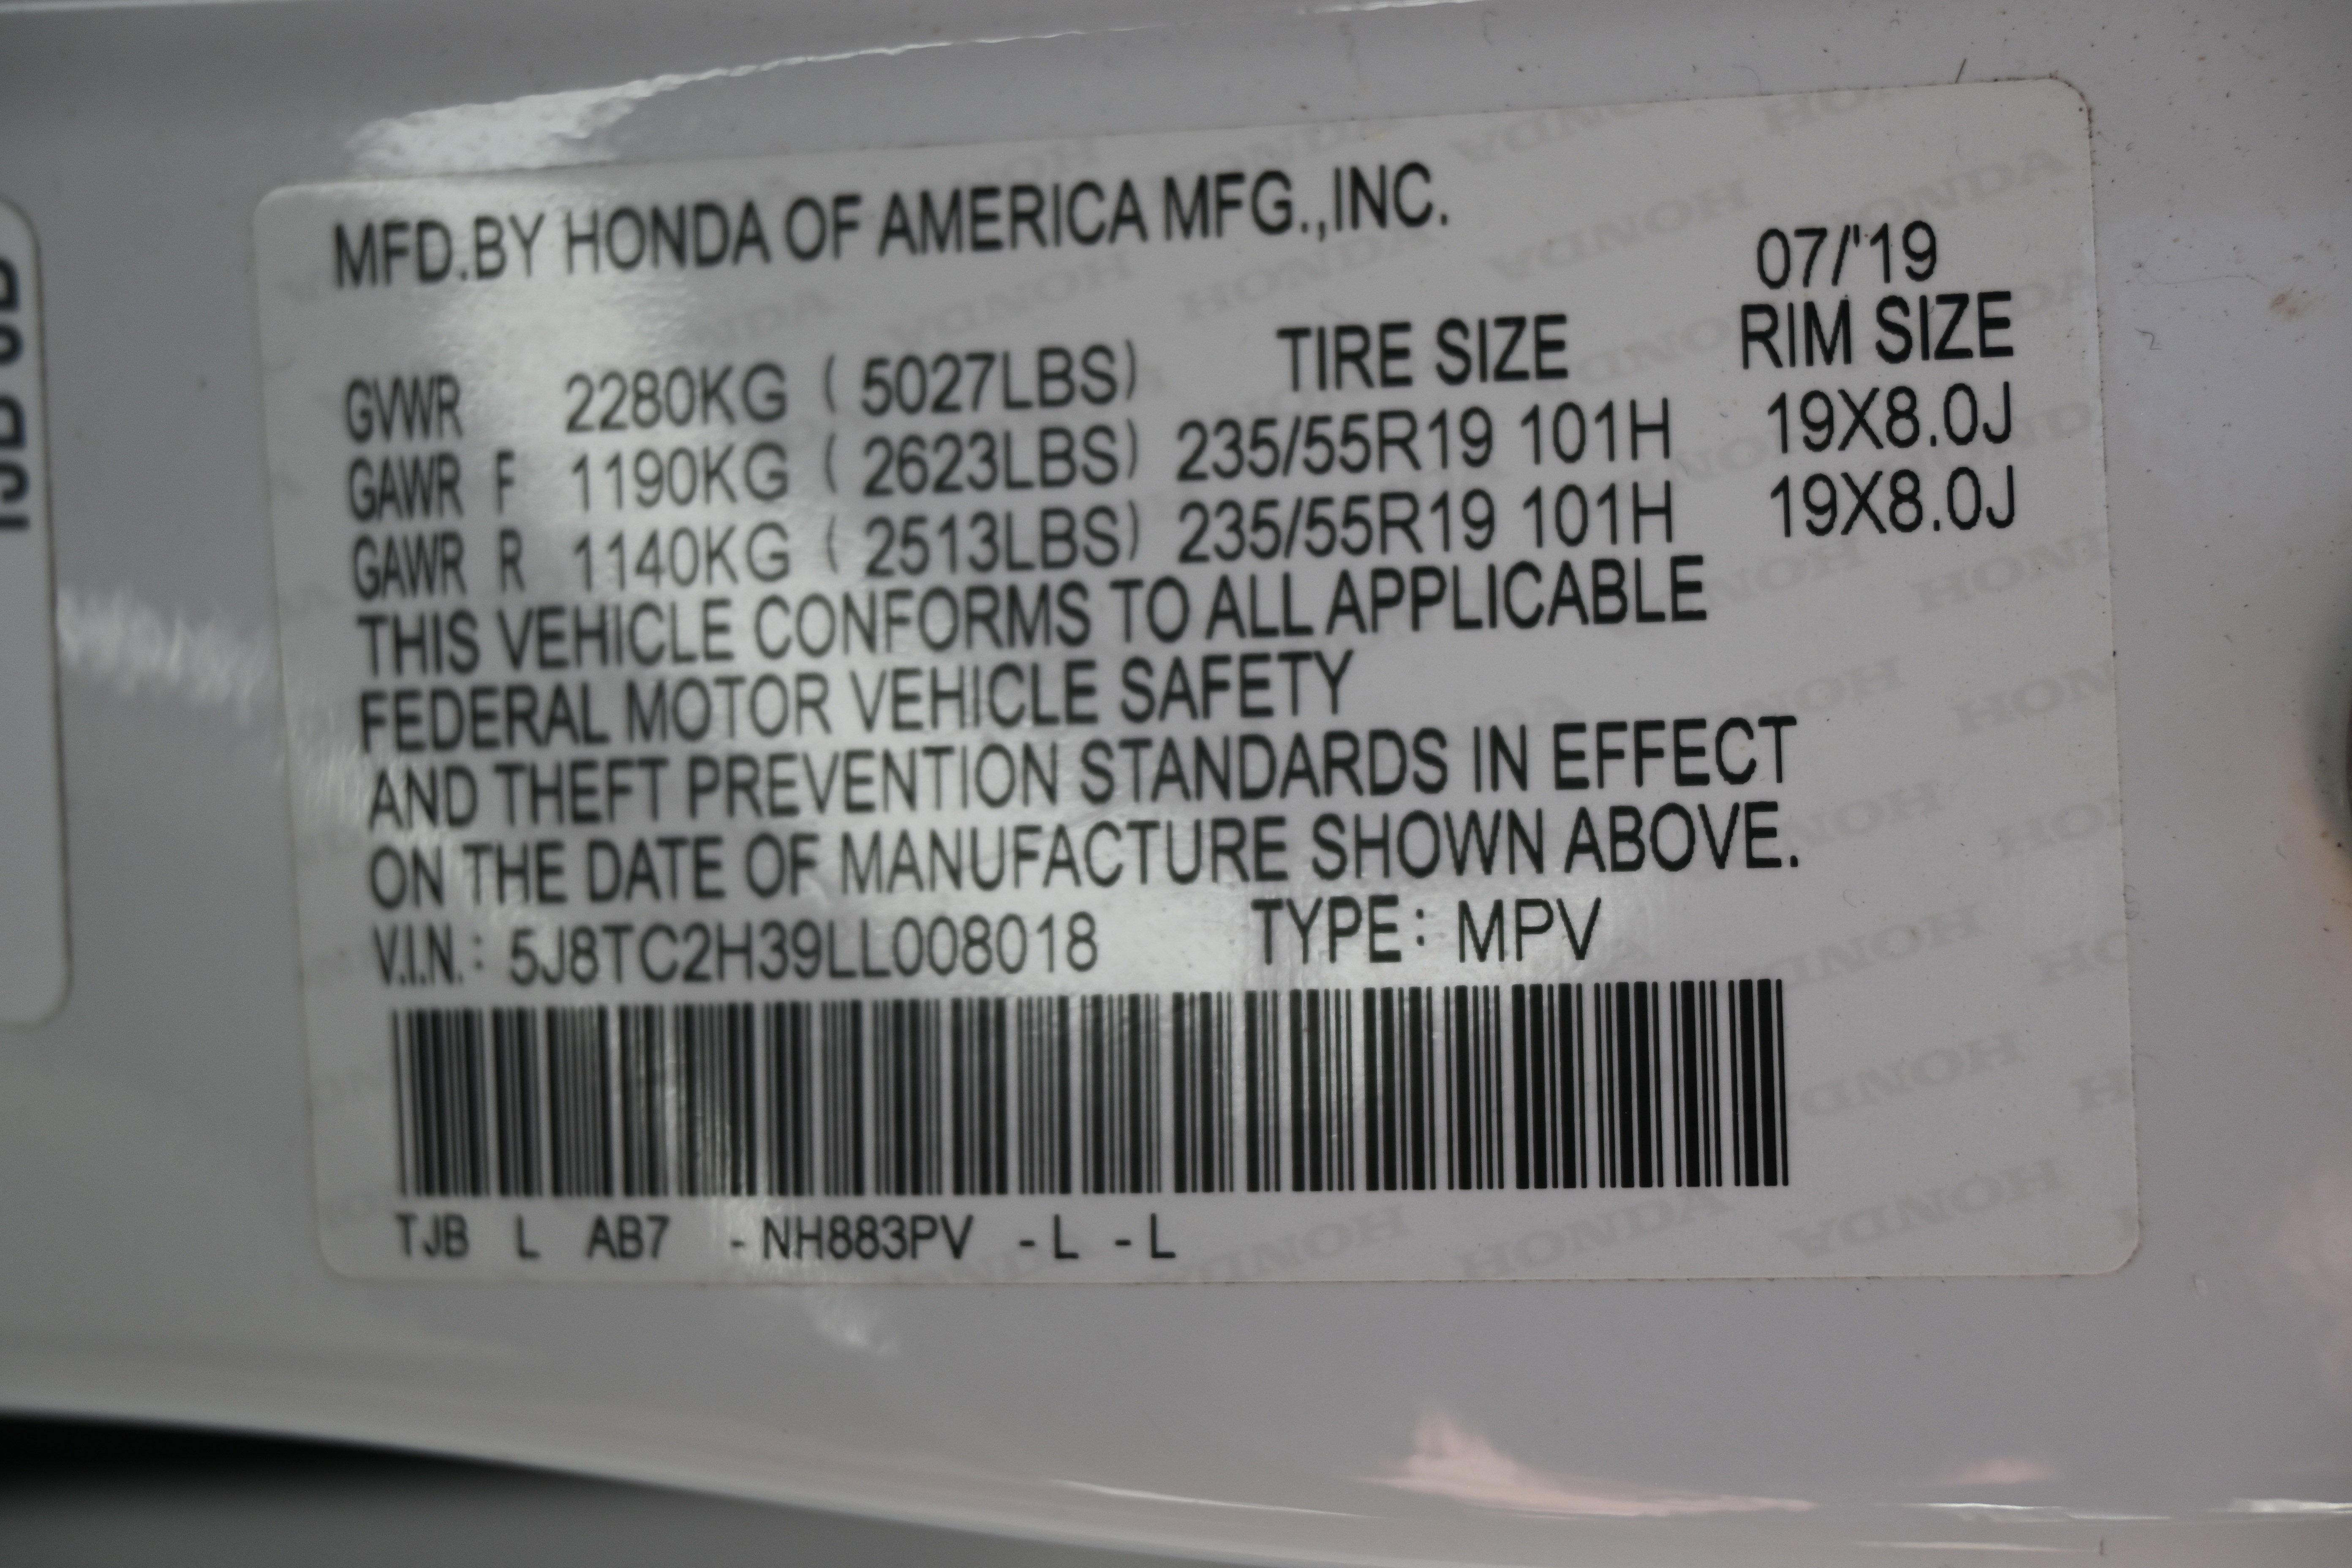 MFD.BY HONDA OF AMERICA MFG.,INC.
07/'19
GVWR 2280KG ( 5027LBS) TIRE SIZE RIM SIZE
GAWR F 1190KG ( 2623LBS) 235/55R19 101H 19X8.0J
GAWR R 1140KG ( 2513LBS) 235/55R19 101H 19X8.0J
THIS VEHICLE CONFORMS TO ALL APPLICABLE
FEDERAL MOTOR VEHICLE SAFETY
AND THEFT PREVENTION STANDARDS IN EFFECT
ON THE DATE OF MANUFACTURE SHOWN ABOVE.
V.I.N.: 5J8TC2H39LL008018 TYPE: MPV
TJB L AB7 - NH883PV - L - L